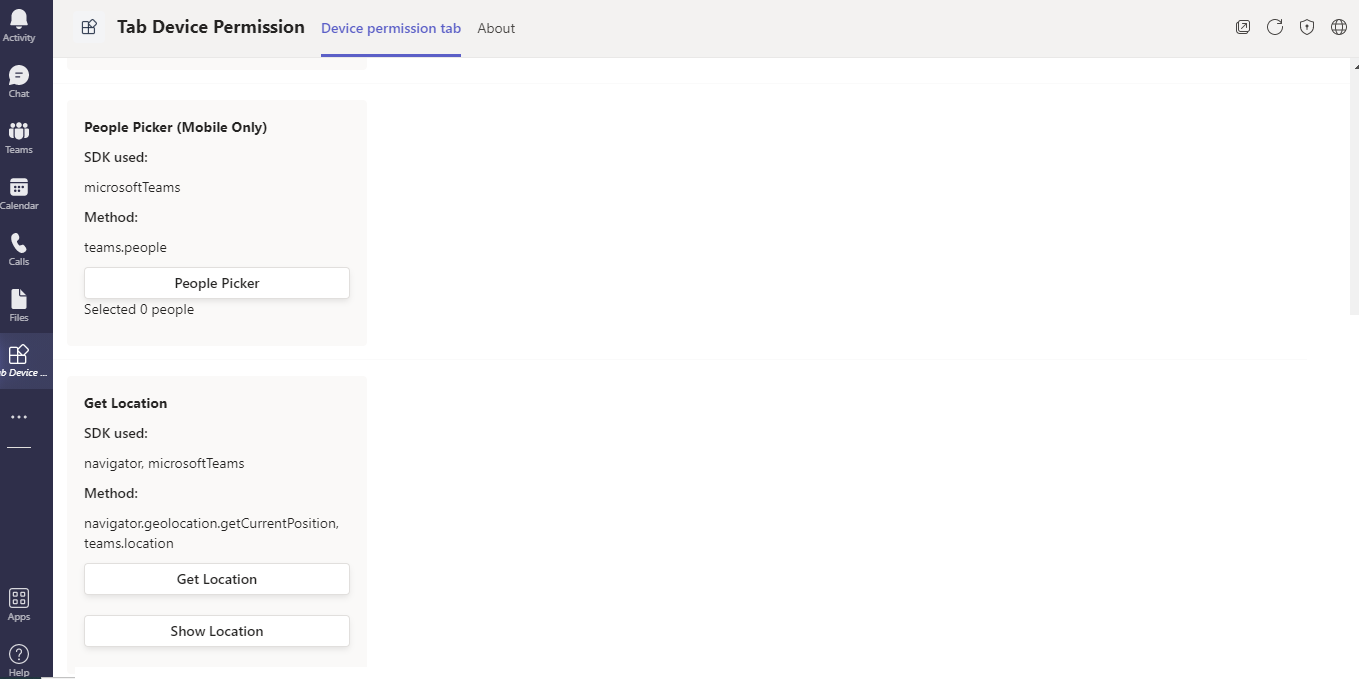 Activity
Chat
Teams
Calendar
Calls
Files
b Device ...
Apps
Help
Tab Device Permission
Device permission tab
About
People Picker (Mobile Only)
SDK used:
microsoftTeams
Method:
teams.people
People Picker
Selected 0 people
Get Location
SDK used:
navigator, microsoftTeams
Method:
navigator.geolocation.getCurrentPosition,
teams.location
Get Location
Show Location